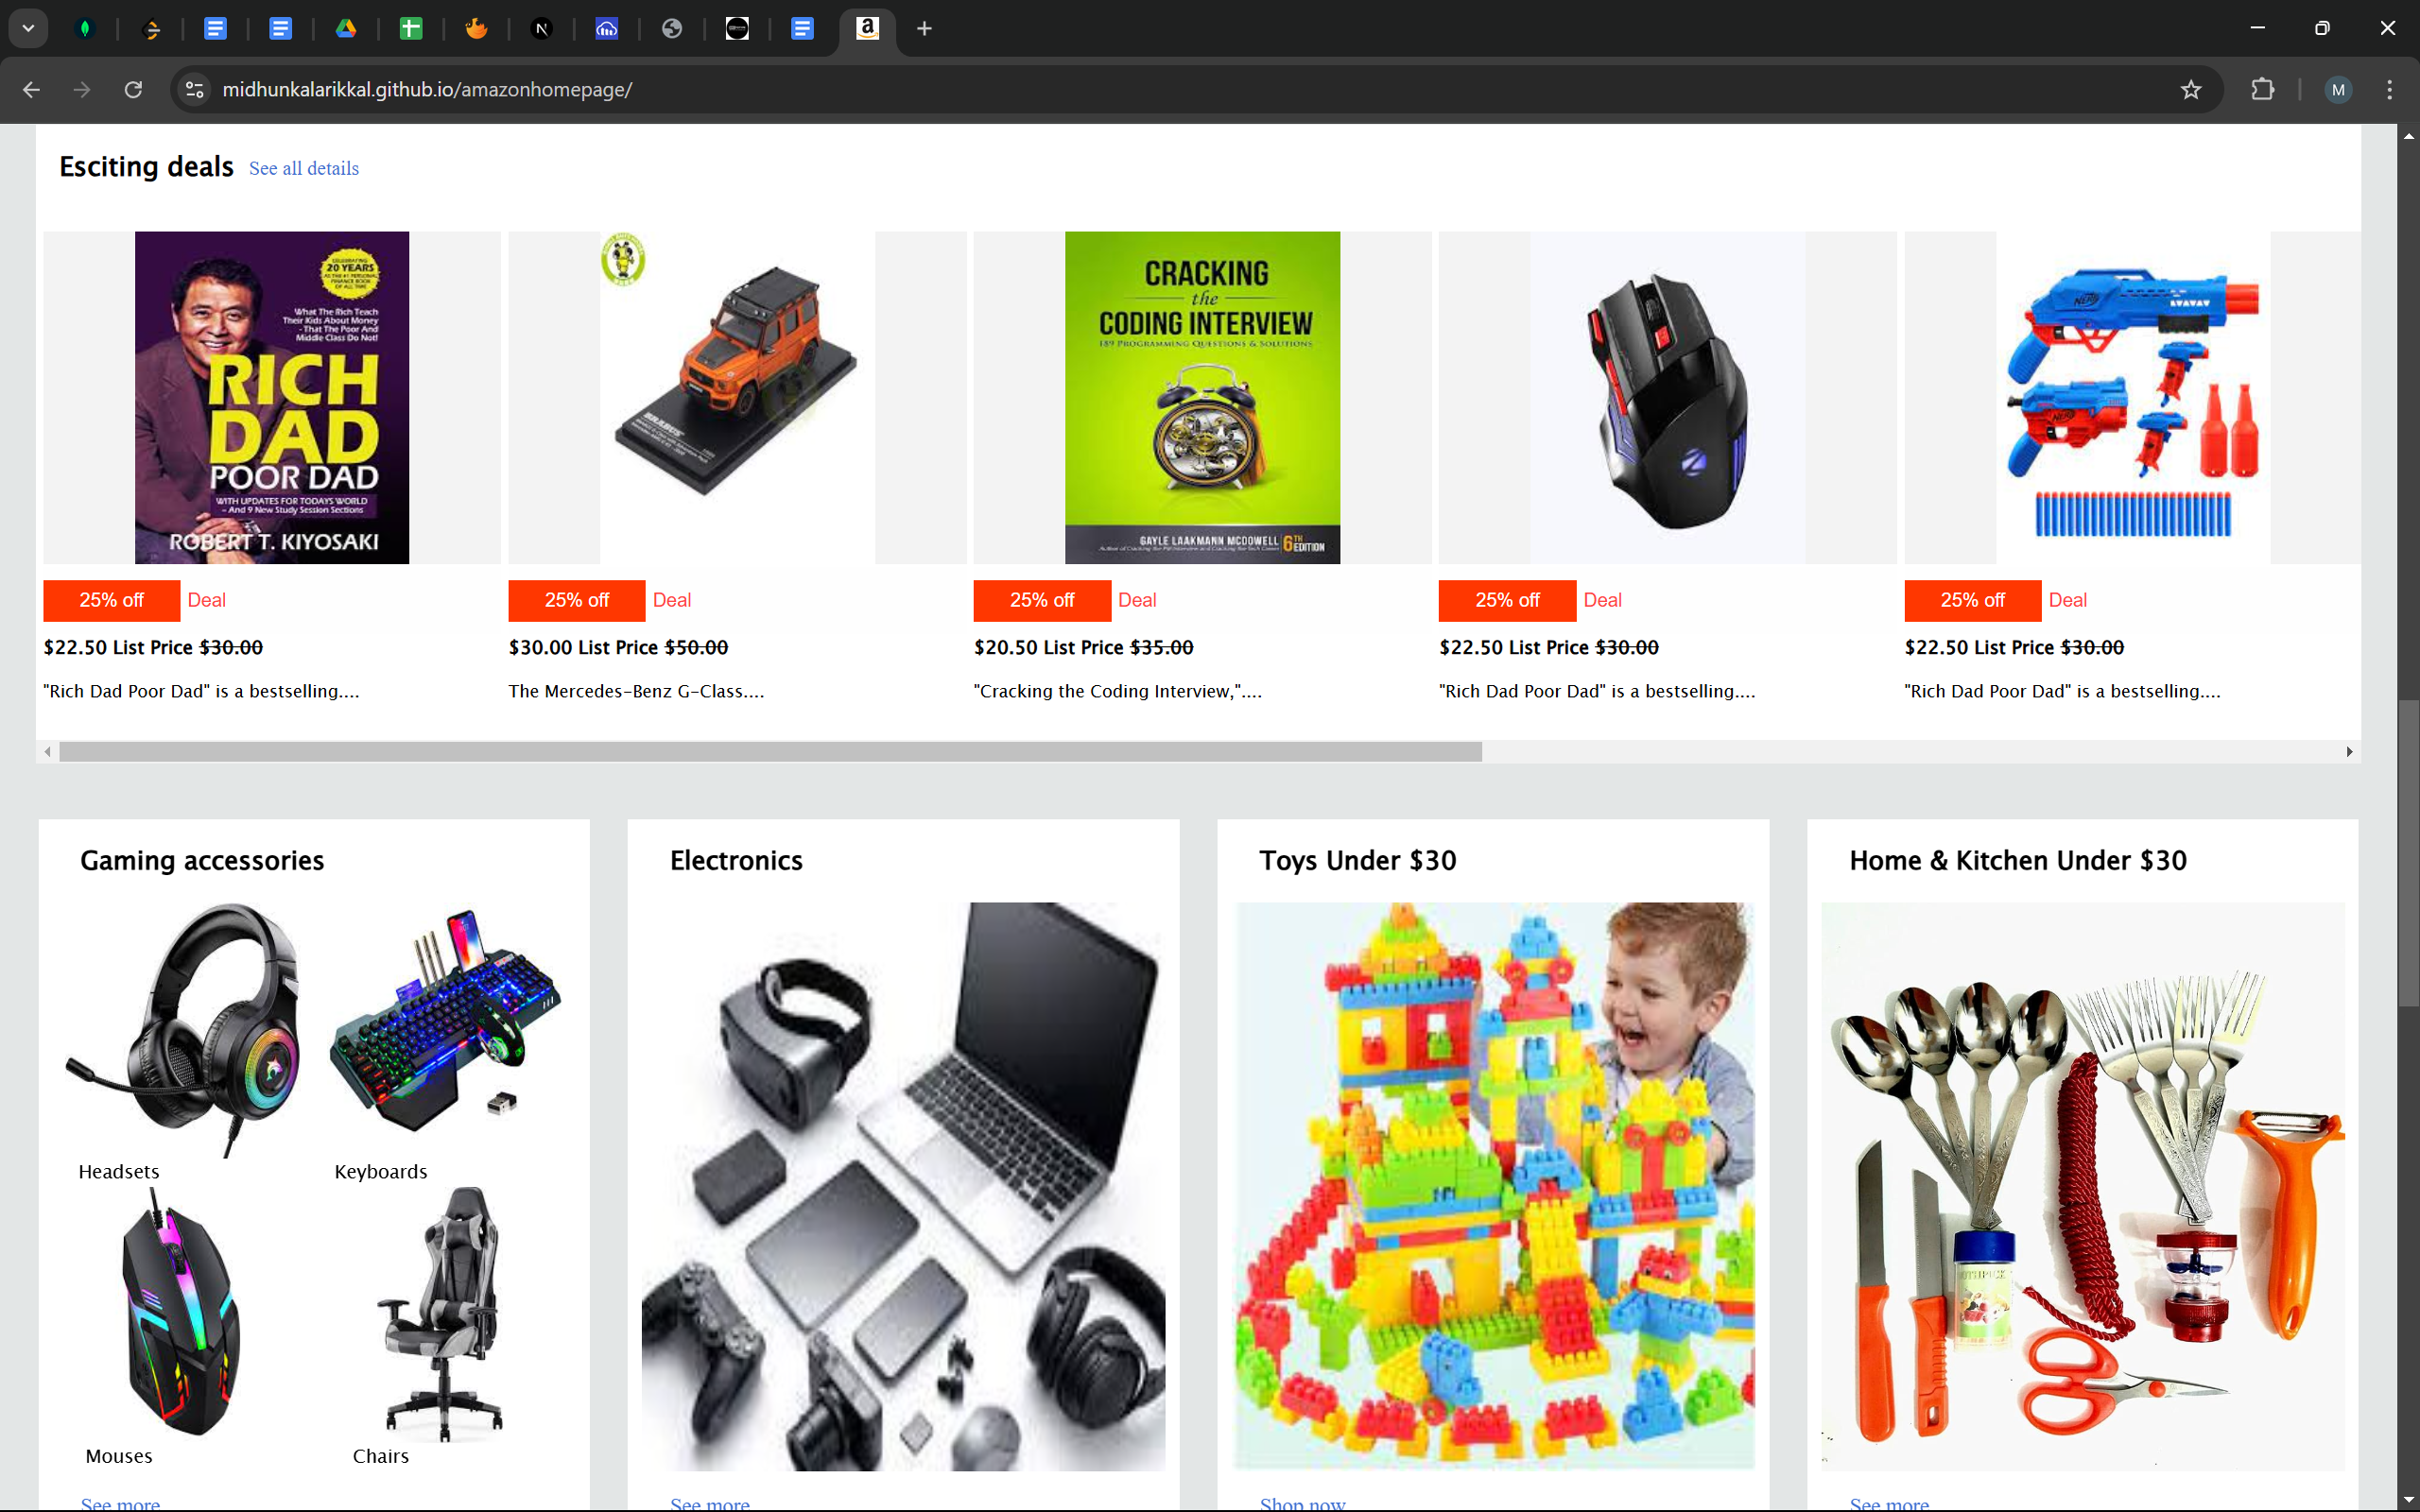 midhunkalarikkal.github.io/amazonhomepage/
M
Esciting deals See all details
20 YEARS
What The Rich Teach
Their Kids About Money
- That The Poor And
Middle Class Do Not!
RICH
DAD
POOR DAD
WITH UPDATES FOR TODAYS WORLD
- And 9 New Study Session Sections
ROBERT T. KIYOSAKI
BRABUS
CRACKING
the
CODING INTERVIEW
189 PROGRAMMING QUESTIONS & SOLUTIONS
GAYLE LAAKMANN MCDOWELL 6TH EDITION
NERF
NERF
25% off Deal
$22.50 List Price $30.00
"Rich Dad Poor Dad" is a bestselling....
25% off Deal
$30.00 List Price $50.00
The Mercedes-Benz G-Class....
25% off Deal
$20.50 List Price $35.00
"Cracking the Coding Interview,"....
25% off Deal
$22.50 List Price $30.00
"Rich Dad Poor Dad" is a bestselling....
25% off Deal
$22.50 List Price $30.00
"Rich Dad Poor Dad" is a bestselling....
Gaming accessories
Headsets
Keyboards
Mouses
Chairs
See more
Electronics
See more
Toys Under $30
Shop now
Home & Kitchen Under $30
See more